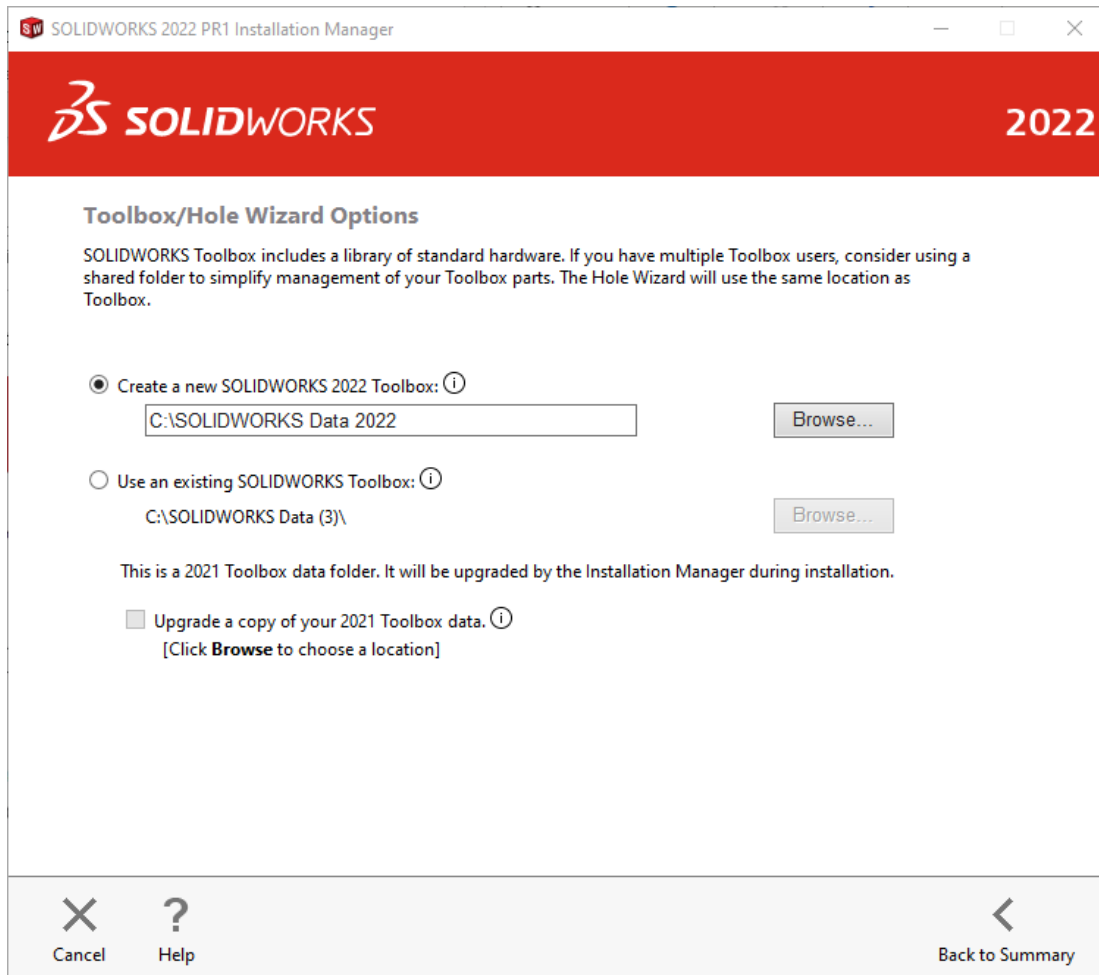 SOLIDWORKS 2022 PR1 Installation Manager
SOLIDWORKS
2022
Toolbox/Hole Wizard Options
SOLIDWORKS Toolbox includes a library of standard hardware. If you have multiple Toolbox users, consider using a
shared folder to simplify management of your Toolbox parts. The Hole Wizard will use the same location as
Toolbox.
Create a new SOLIDWORKS 2022 Toolbox:
C:\SOLIDWORKS Data 2022
Browse...
Use an existing SOLIDWORKS Toolbox:
C:\SOLIDWORKS Data (3)\
Browse...
This is a 2021 Toolbox data folder. It will be upgraded by the Installation Manager during installation.
Upgrade a copy of your 2021 Toolbox data.
[Click Browse to choose a location]
Cancel
Help
Back to Summary